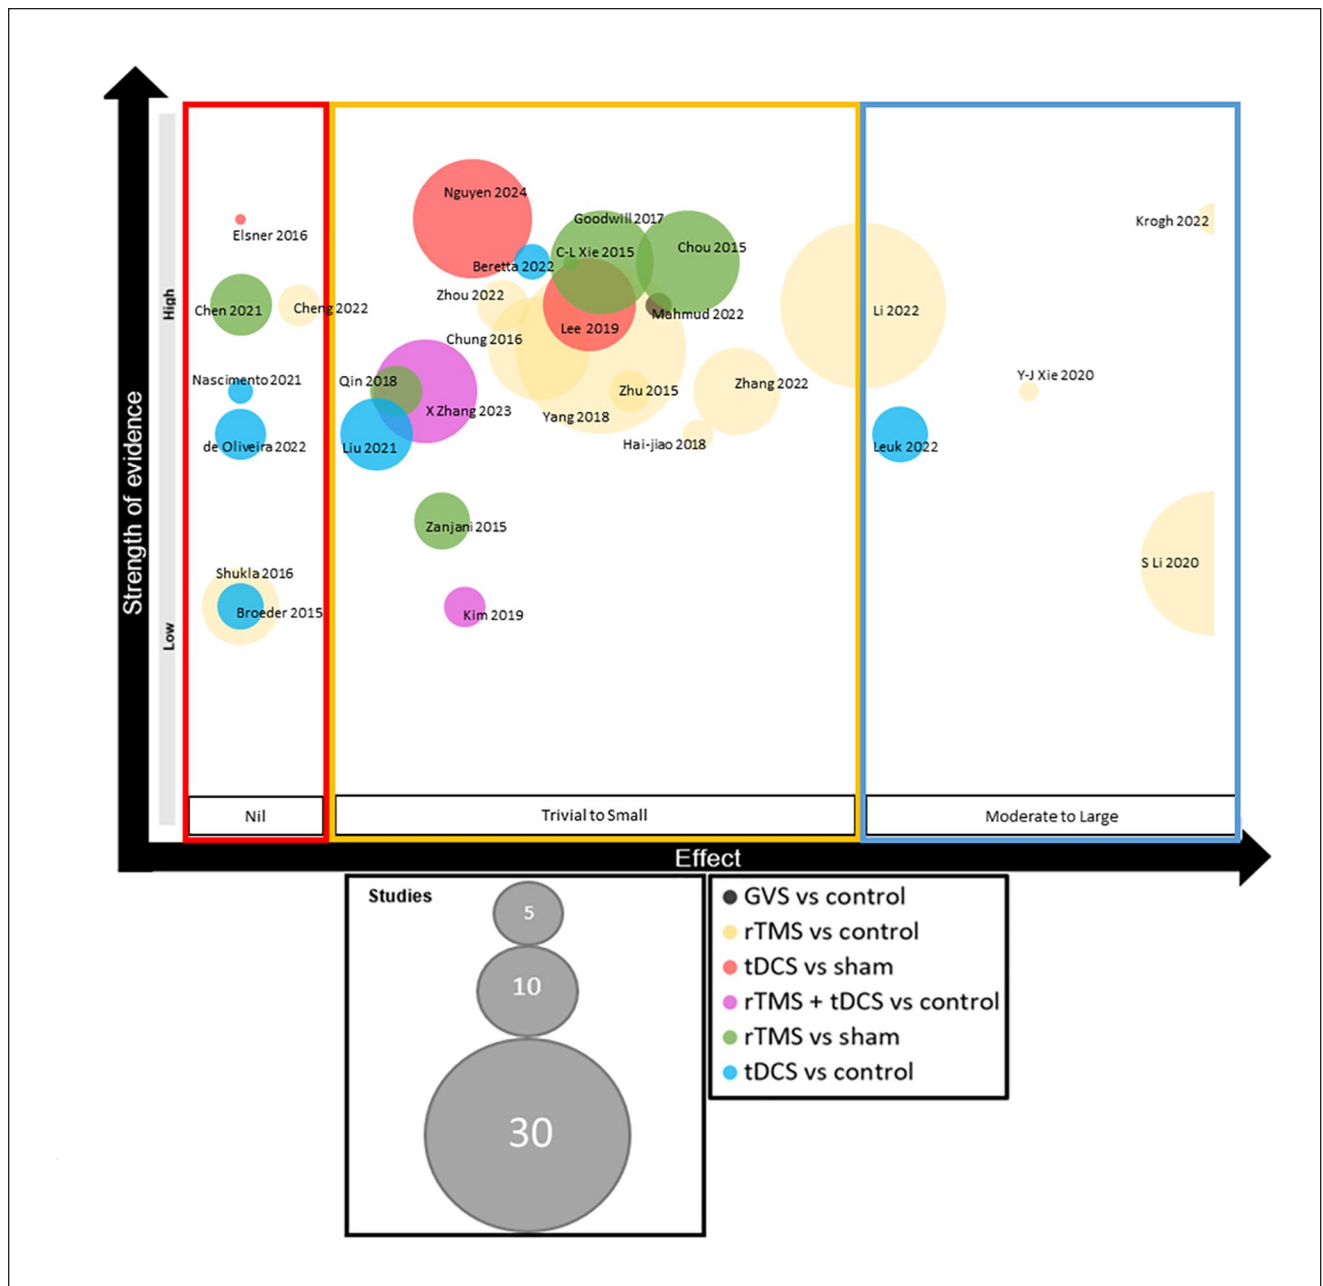 Nguyen 2024
Goodwill 2017
Krogh 2022
Elsner 2016
C-L Xie 2015
Chou 2015
Beretta 2022
Zhou 2022
Chen 2021
Cheng 2022
Mahmud 2022
Li 2022
High
Lee 2019
Chung 2016
Nascimento 2021
Qin 2018
Zhu 2015
Zhang 2022
Y-J Xie 2020
X Zhang 2023
Yang 2018
de Oliveira 2022
Liu 2021
Hai-jiao 2018
Leuk 2022
Strength of evidence
Zanjani 2015
S Li 2020
Shukla 2016
Broeder 2015
Kim 2019
Low
Nil
Trivial to Small
Moderate to Large
Effect
Studies
5
10
30
GVS vs control
rTMS vs control
tDCS vs sham
rTMS + tDCS vs control
rTMS vs sham
tDCS vs control